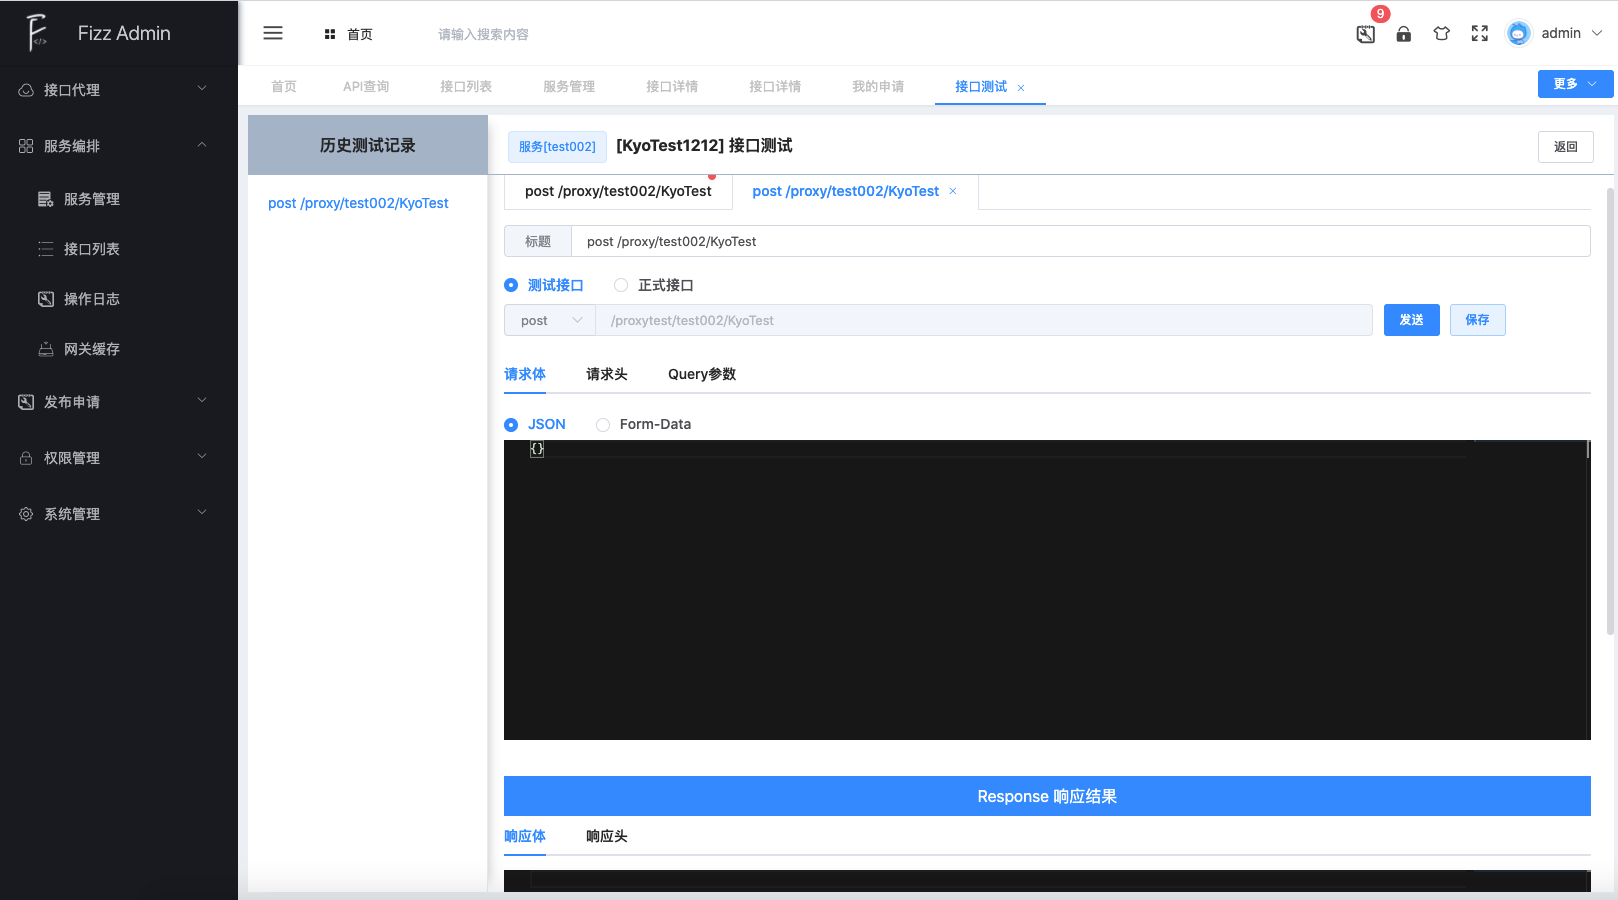 Fizz Admin
首页
请输入搜索内容
9
admin
接口代理
服务编排
服务管理
接口列表
操作日志
网关缓存
发布申请
权限管理
系统管理
首页 API查询 接口列表 服务管理 接口详情 接口详情 我的申请 接口测试 ×
更多
历史测试记录
post /proxy/test002/KyoTest
服务[test002] [KyoTest1212] 接口测试
返回
post /proxy/test002/KyoTest post /proxy/test002/KyoTest ×
标题 post /proxy/test002/KyoTest
测试接口 正式接口
post /proxytest/test002/KyoTest 发送 保存
请求体 请求头 Query参数
JSON Form-Data
{}
Response 响应结果
响应体 响应头